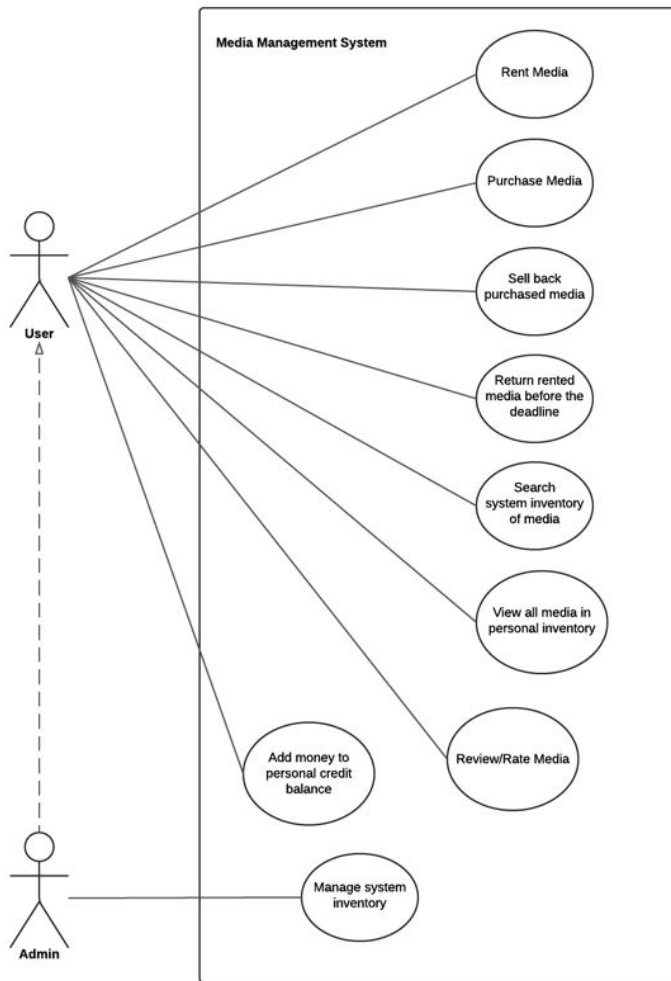 Media Management System
Rent Media
Purchase Media
Sell back
purchased media
User
Return rented
media before the
deadline
Search
system inventory
of media
View all media in
personal inventory
Add money to
personal credit
balance
Review/Rate Media
Manage system
inventory
Admin